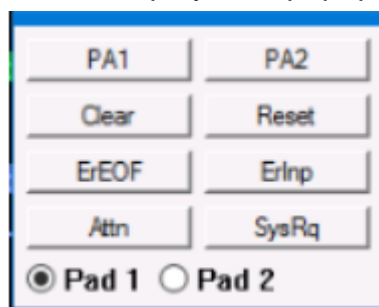 PA1 PA2
Clear Reset
ErEOF ErInp
Attn SysRq
Pad 1 Pad 2